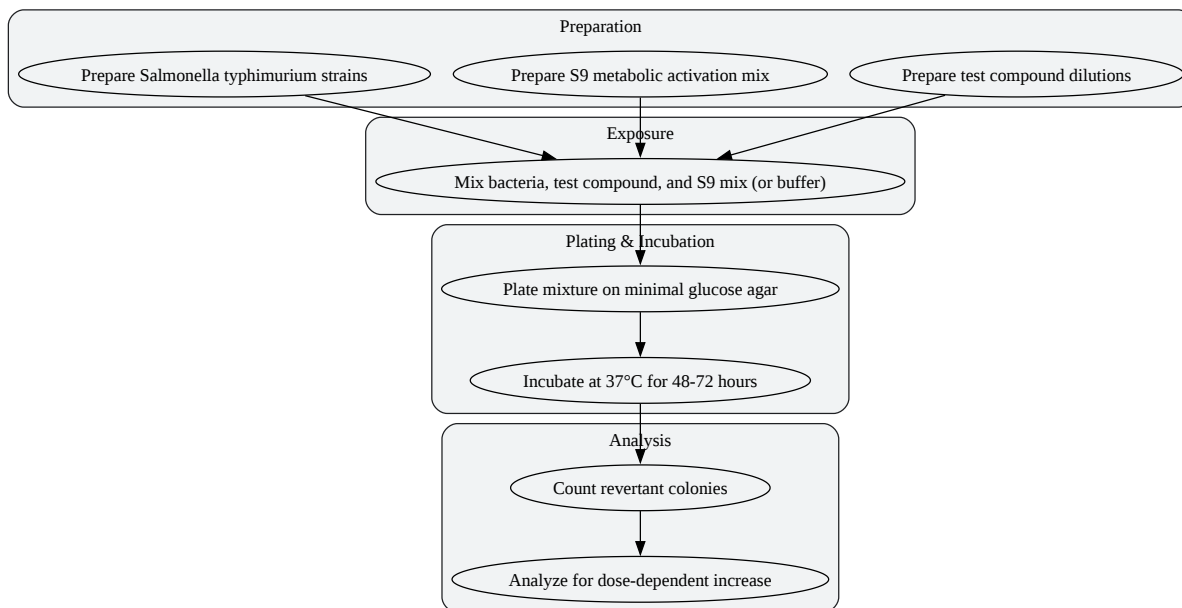 Preparation
Prepare Salmonella typhimurium strains
Prepare S9 metabolic activation mix
Prepare test compound dilutions
Exposure
Mix bacteria, test compound, and S9 mix (or buffer)
Plating & Incubation
Plate mixture on minimal glucose agar
Incubate at 37°C for 48-72 hours
Analysis
Count revertant colonies
Analyze for dose-dependent increase